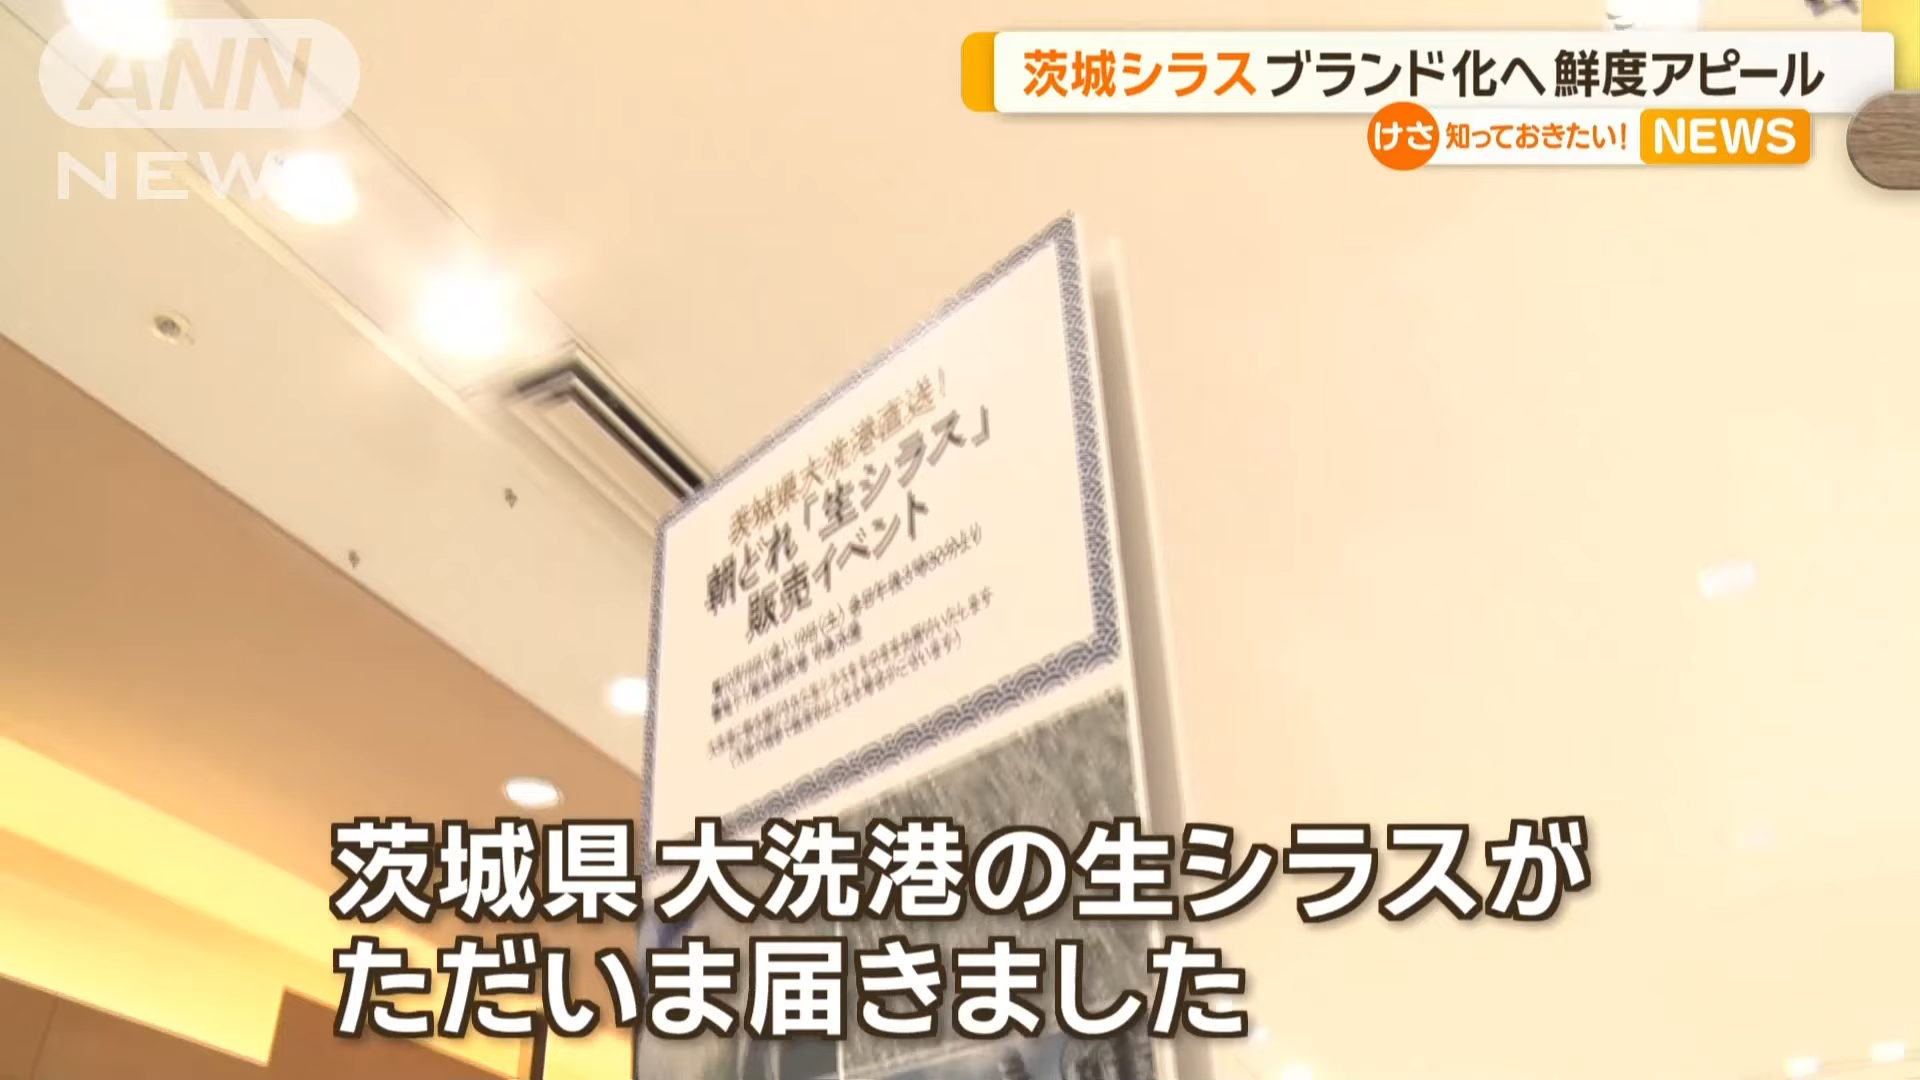 ANN
NEWS
茨城シラス ブランド化へ 鮮度アピール
けさ 知っておきたい! NEWS
茨城県大洗港直送!
朝どれ「生シラス」
販売イベント
茨城県 大洗港の生シラスが
ただいま届きました